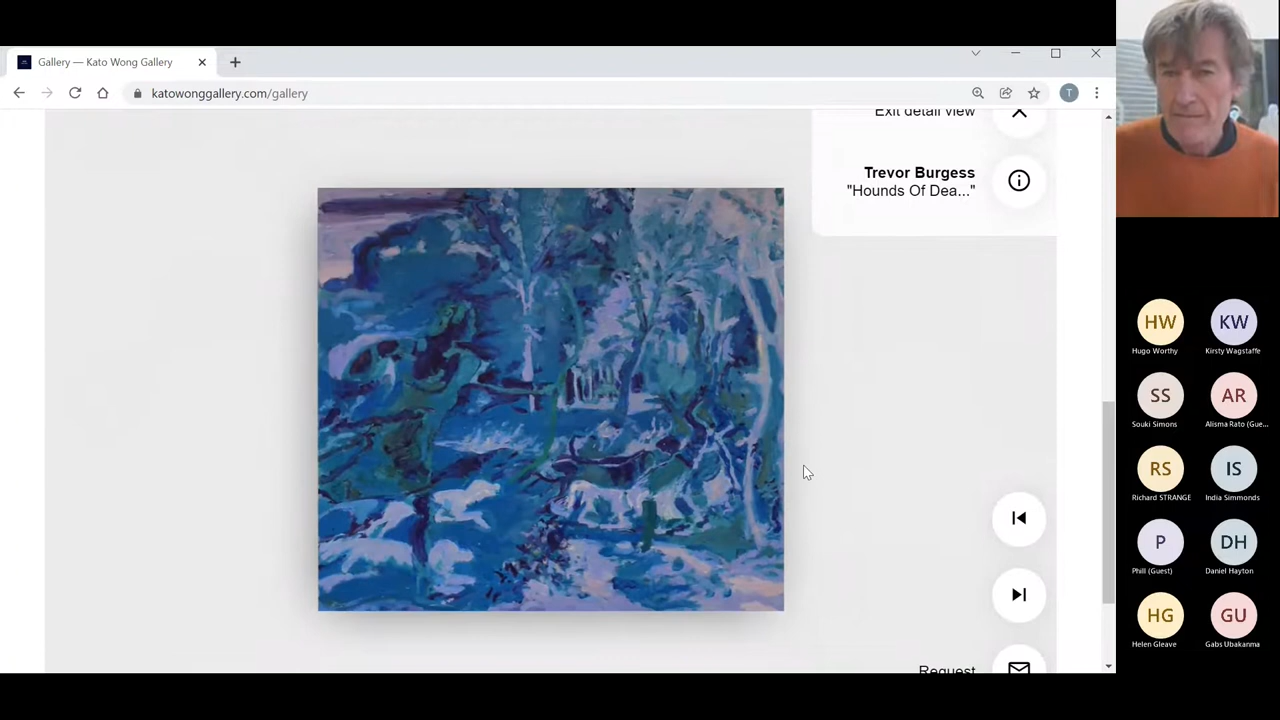 Gallery — Kato Wong Gallery
katowonggallery.com/gallery
T
Exit detail view
Trevor Burgess
"Hounds Of Dea..."
Request
HW
KW
Hugo Worthy
Kirsty Wagstaffe
SS
AR
Souki Simons
Alisma Rato (Gue...
RS
IS
Richard STRANGE
India Simmonds
P
DH
Phill (Guest)
Daniel Hayton
HG
GU
Helen Gleave
Gabs Ubakanma